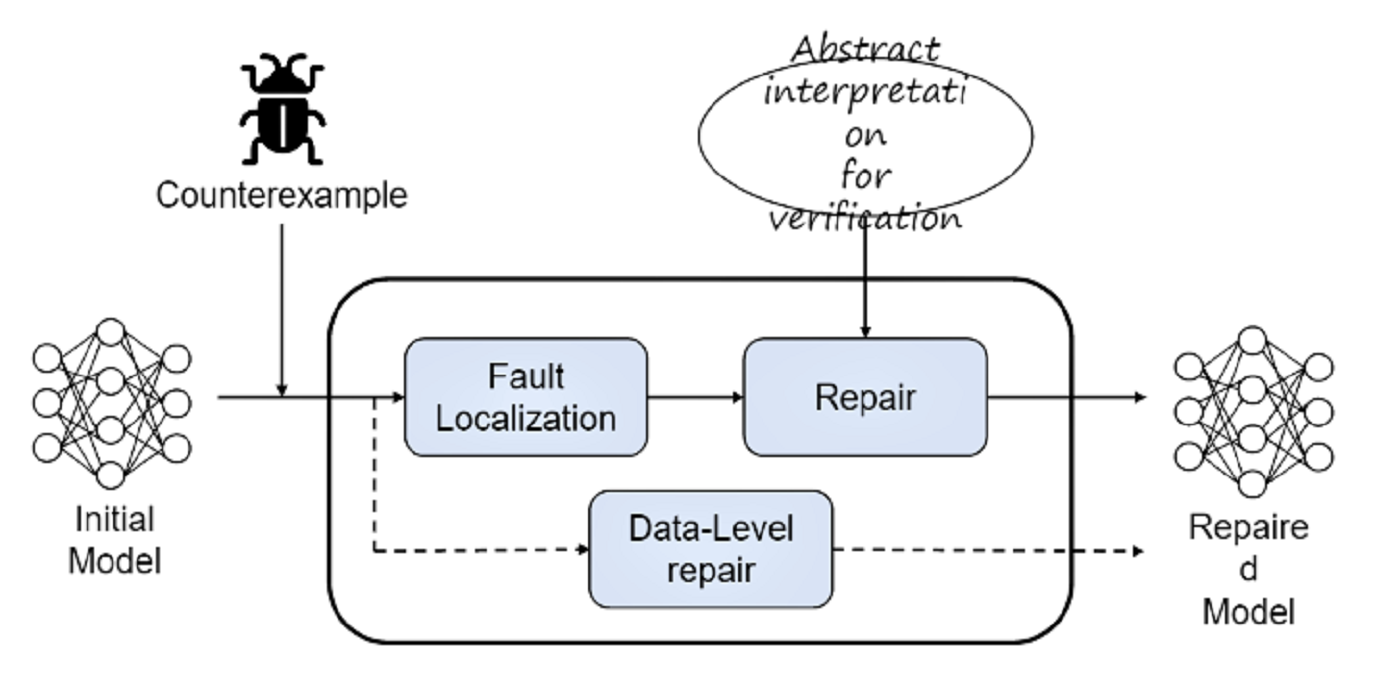 Abstract
interpretati
on
for
verification
Counterexample
Fault
Localization
Repair
Data-Level
repair
Initial
Model
Repaire
d
Model